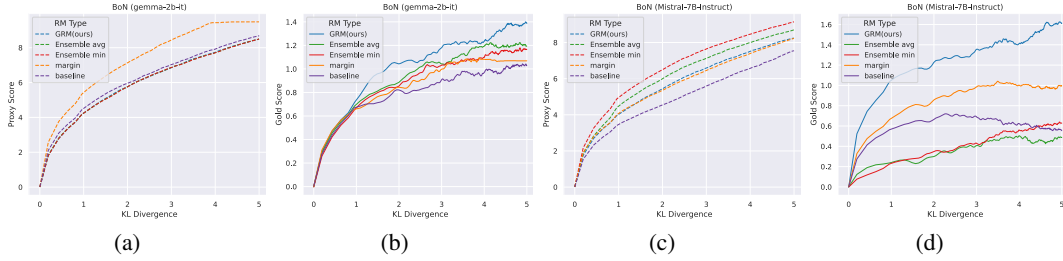 BoN (gemma-2b-it)
Proxy Score
8
6
4
2
0
RM Type
GRM(ours)
Ensemble avg
Ensemble min
margin
baseline
0 1 2 3 4 5
KL Divergence
(a)
BoN (gemma-2b-it)
Gold Score
1.4
1.2
1.0
0.8
0.6
0.4
0.2
0.0
RM Type
GRM(ours)
Ensemble avg
Ensemble min
margin
baseline
0 1 2 3 4 5
KL Divergence
(b)
BoN (Mistral-7B-Instruct)
Proxy Score
8
6
4
2
0
RM Type
GRM(ours)
Ensemble avg
Ensemble min
margin
baseline
0 1 2 3 4 5
KL Divergence
(c)
BoN (Mistral-7B-Instruct)
Gold Score
1.6
1.4
1.2
1.0
0.8
0.6
0.4
0.2
0.0
RM Type
GRM(ours)
Ensemble avg
Ensemble min
margin
baseline
0 1 2 3 4 5
KL Divergence
(d)